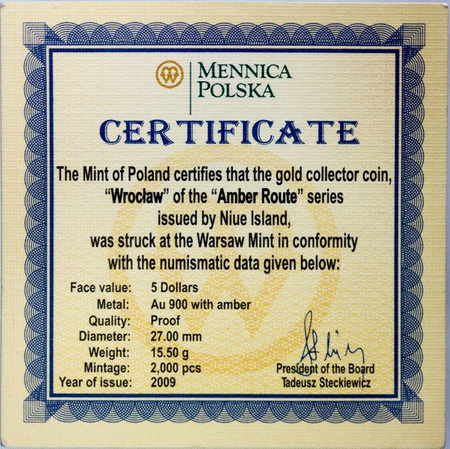 MENNICA
POLSKA
CERTIFICATE
The Mint of Poland certifies that the gold collector coin,
“Wrocław” of the “Amber Route” series
issued by Niue Island,
was struck at the Warsaw Mint in conformity
with the numismatic data given below:
Face value: 5 Dollars
Metal: Au 900 with amber
Quality: Proof
Diameter: 27.00 mm
Weight: 15.50 g
Mintage: 2,000 pcs
Year of issue: 2009
President of the Board
Tadeusz Steckiewicz